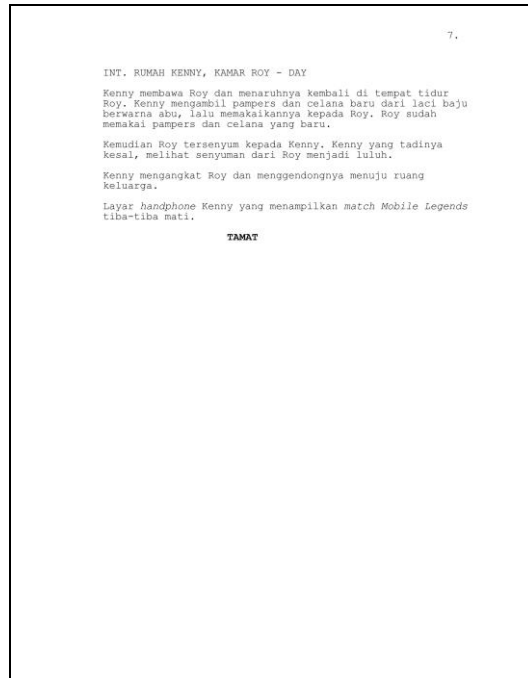 7.
INT. RUMAH KENNY, KAMAR ROY - DAY
Kenny membawa Roy dan menaruhnya kembali di tempat tidur
Roy. Kenny mengambil pampers dan celana baru dari laci baju
berwarna abu, lalu memakaikannya kepada Roy. Roy sudah
memakai pampers dan celana yang baru.
Kemudian Roy tersenyum kepada Kenny. Kenny yang tadinya
kesal, melihat senyuman dari Roy menjadi luluh.
Kenny mengangkat Roy dan menggendongnya menuju ruang
keluarga.
Layar handphone Kenny yang menampilkan match Mobile Legends
tiba-tiba mati.
TAMAT